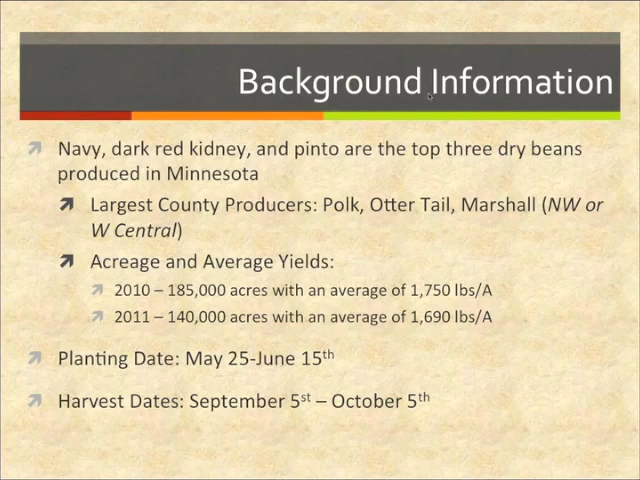 Background Information
Navy, dark red kidney, and pinto are the top three dry beans
produced in Minnesota
Largest County Producers: Polk, Otter Tail, Marshall (NW or
W Central)
Acreage and Average Yields:
2010 – 185,000 acres with an average of 1,750 lbs/A
2011 – 140,000 acres with an average of 1,690 lbs/A
Planting Date: May 25-June 15th
Harvest Dates: September 5st – October 5th